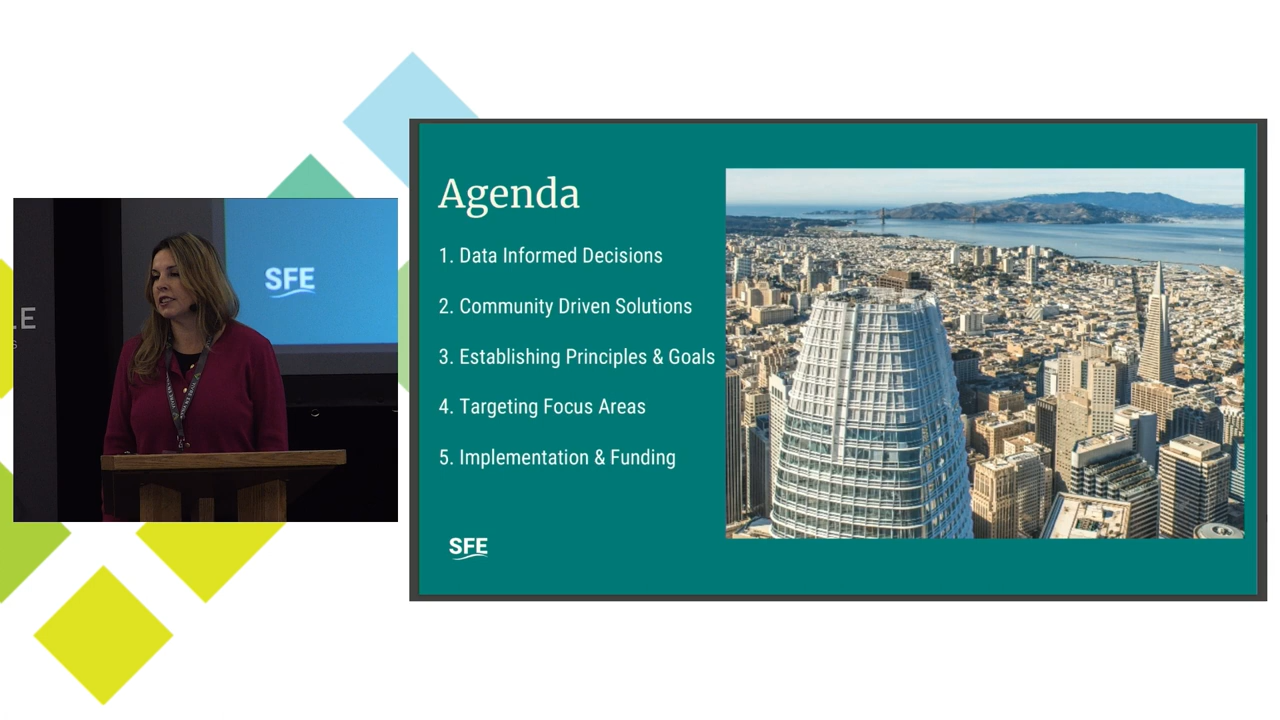 LE
S
SFE
Agenda
1. Data Informed Decisions
2. Community Driven Solutions
3. Establishing Principles & Goals
4. Targeting Focus Areas
5. Implementation & Funding
SFE